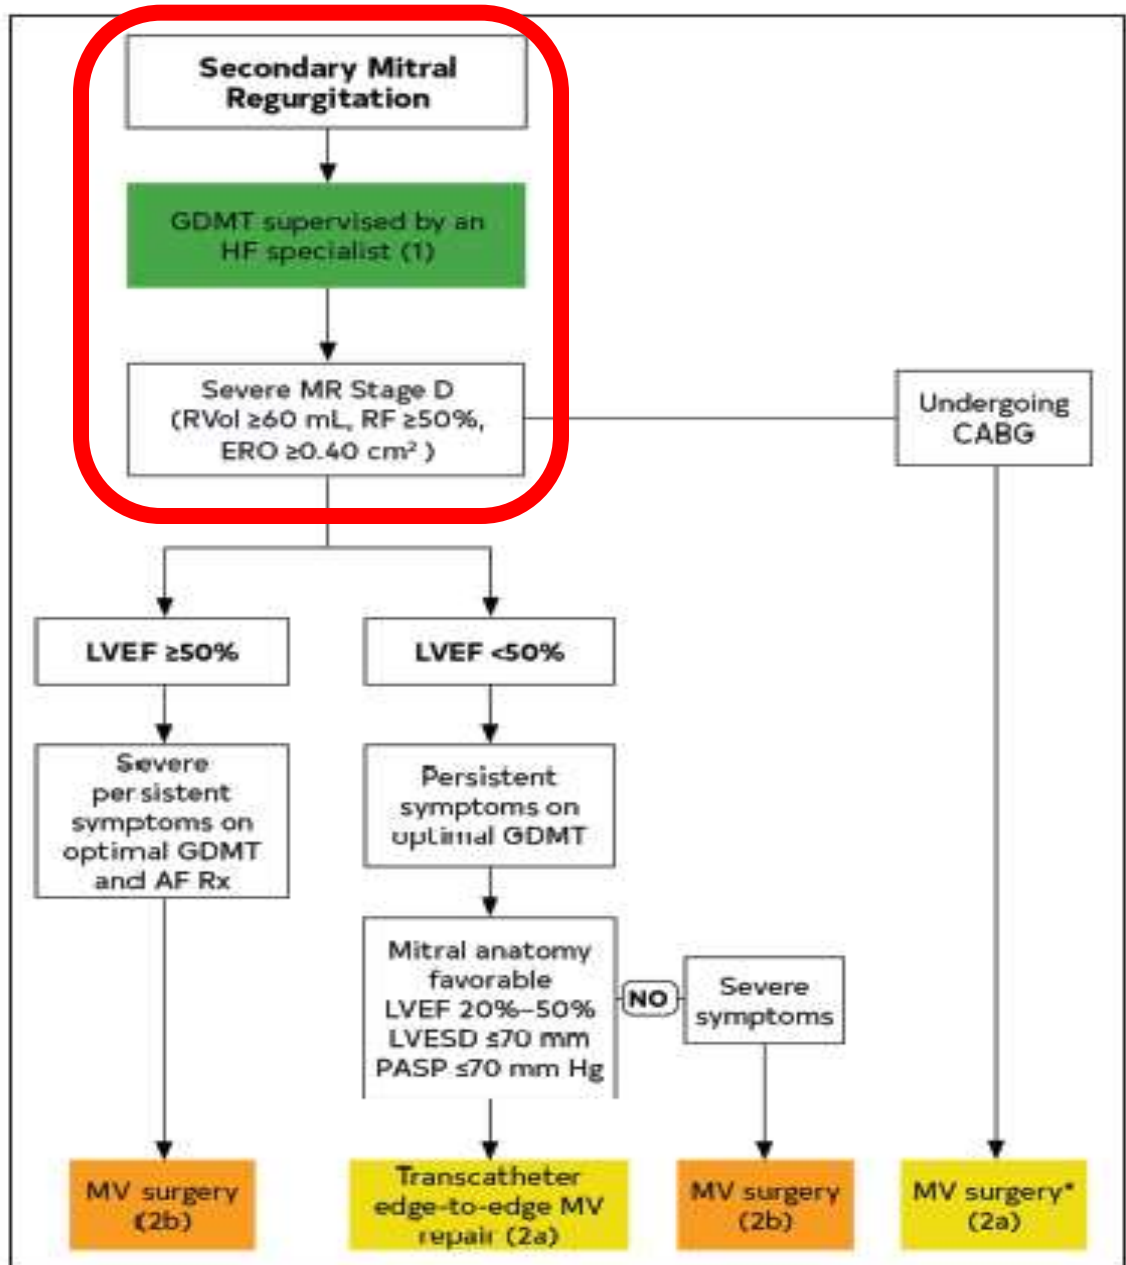 Secondary Mitral
Regurgitation
GDMT supervised by an
HF specialist (1)
Severe MR Stage D
(RVol ≥60 mL, RF ≥50%,
ERO ≥0.40 cm² )
Undergoing
CABG
LVEF ≥50%
LVEF <50%
Severe
persistent
symptoms on
optimal GDMT
and AF Rx
Persistent
symptoms on
optimal GDMT
Mitral anatomy
favorable
LVEF 20%–50%
LVESD ≤70 mm
PASP ≤70 mm Hg
NO
Severe
symptoms
MV surgery
(2b)
Transcatheter
edge-to-edge MV
repair (2a)
MV surgery
(2b)
MV surgery*
(2a)